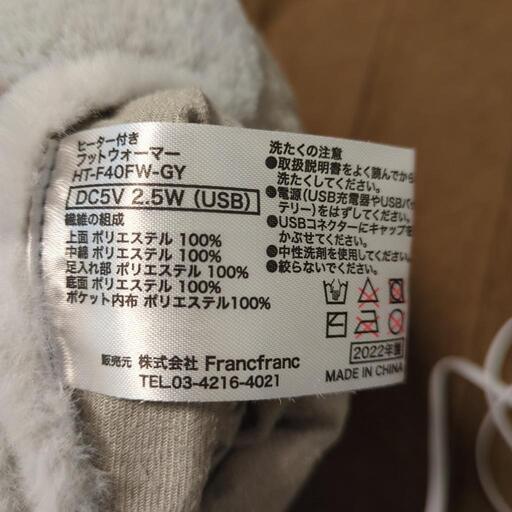 ヒーター付き
フットウォーマー
HT-F40FW-GY
DC5V 2.5W (USB)
繊維の組成
上面 ポリエステル 100%
中綿 ポリエステル 100%
足入れ部 ポリエステル 100%
底面 ポリエステル 100%
ポケット内布 ポリエステル100%
洗たくの注意
●取扱説明書をよく読んでから
洗たくしてください。
●電源(USB充電器やUSBバッ
テリー)をはずしてください。
●USBコネクターにキャップを
かぶせてください。
●中性洗剤を使用してください。
●絞らないでください。
2022年製
MADE IN CHINA
販売元 株式会社 Francfranc
TEL.03-4216-4021